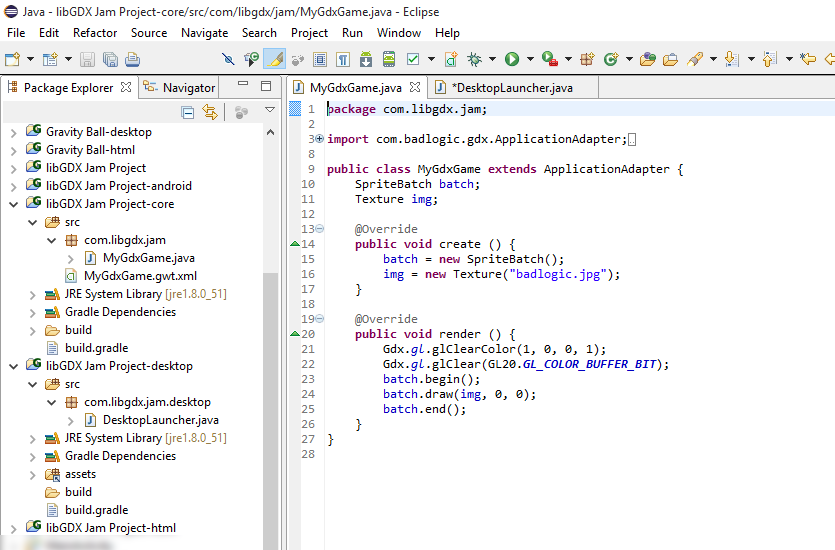 Java - libGDX Jam Project-core/src/com/libgdx/jam/MyGdxGame.java - Eclipse
File Edit Refactor Source Navigate Search Project Run Window Help
Package Explorer Navigator
Gravity Ball-desktop
Gravity Ball-html
libGDX Jam Project
libGDX Jam Project-android
libGDX Jam Project-core
src
com.libgdx.jam
MyGdxGame.java
MyGdxGame.gwt.xml
JRE System Library [jre1.8.0_51]
Gradle Dependencies
build
build.gradle
libGDX Jam Project-desktop
src
com.libgdx.jam.desktop
DesktopLauncher.java
JRE System Library [jre1.8.0_51]
Gradle Dependencies
assets
build
build.gradle
libGDX Jam Project-html
MyGdxGame.java *DesktopLauncher.java
1 package com.libgdx.jam;
2
3 import com.badlogic.gdx.ApplicationAdapter;
8
9 public class MyGdxGame extends ApplicationAdapter {
10 SpriteBatch batch;
11 Texture img;
12
13 @Override
14 public void create () {
15 batch = new SpriteBatch();
16 img = new Texture("badlogic.jpg");
17 }
18
19 @Override
20 public void render () {
21 Gdx.gl.glClearColor(1, 0, 0, 1);
22 Gdx.gl.glClear(GL20.GL_COLOR_BUFFER_BIT);
23 batch.begin();
24 batch.draw(img, 0, 0);
25 batch.end();
26 }
27 }
28